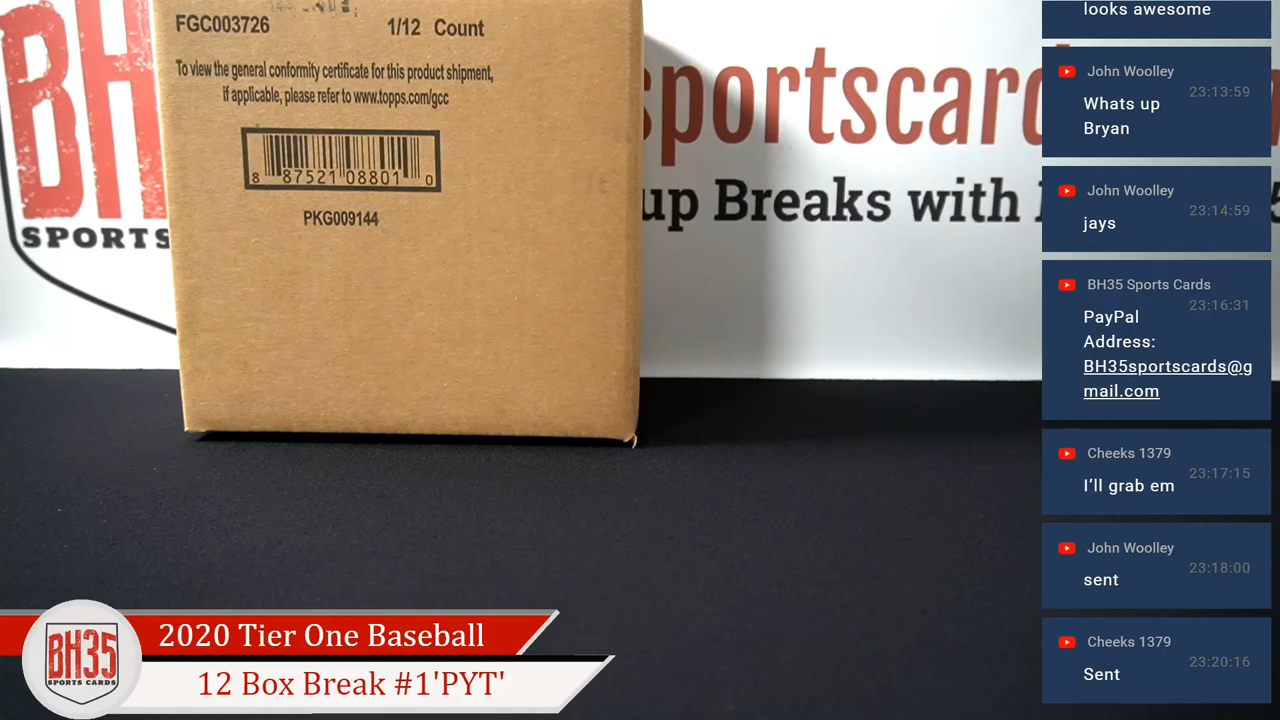 FGC003726 1/12 Count
To view the general conformity certificate for this product shipment,
if applicable, please refer to www.topps.com/gcc
8 87521 08801 0
PKG009144
BH
SPORTS
sportscard
up Breaks with
2020 Tier One Baseball
12 Box Break #1'PYT'
BH35
SPORTS CARDS
looks awesome
John Woolley
23:13:59
Whats up
Bryan
John Woolley
23:14:59
jays
BH35 Sports Cards
23:16:31
PayPal
Address:
BH35sportscards@g
mail.com
Cheeks 1379
23:17:15
I’ll grab em
John Woolley
23:18:00
sent
Cheeks 1379
23:20:16
Sent